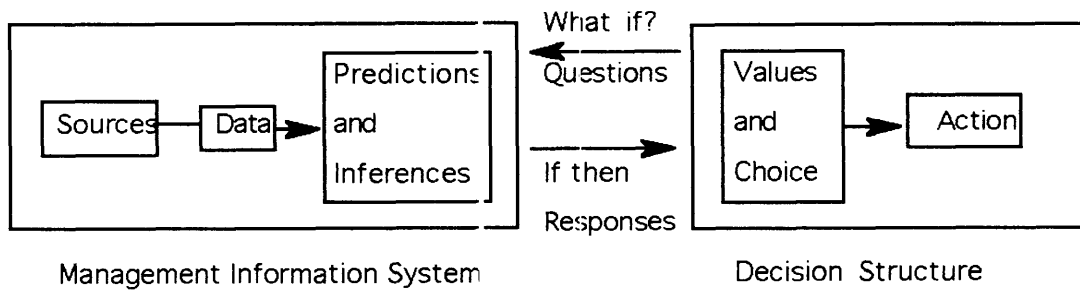 What if?
Questions
Sources
Data
Predictions
and
Inferences
If then
Responses
Values
and
Choice
Action
Management Information System
Decision Structure